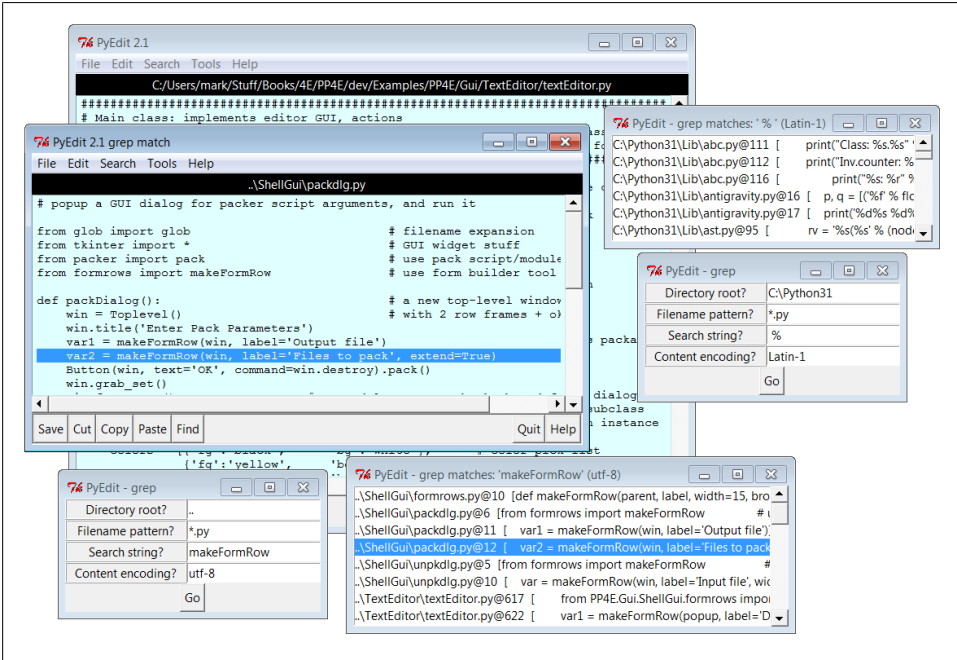 PyEdit 2.1
File Edit Search Tools Help
C:/Users/mark/Stuff/Books/4E/PP4E/dev/Examples/PP4E/Gui/TextEditor/textEditor.py
################################################################################
# Main class: implements editor GUI, actions
PyEdit 2.1 grep match
File Edit Search Tools Help
..\ShellGui\packdlg.py
# popup a GUI dialog for packer script arguments, and run it
from glob import glob # filename expansion
from tkinter import * # GUI widget stuff
from packer import pack # use pack script/module
from formrows import makeFormRow # use form builder tool
def packDialog(): # a new top-level window
win = Toplevel() # with 2 row frames + ok
win.title('Enter Pack Parameters')
var1 = makeFormRow(win, label='Output file')
var2 = makeFormRow(win, label='Files to pack', extend=True)
Button(win, text='OK', command=win.destroy).pack()
win.grab_set()
Save Cut Copy Paste Find Quit Help
dialog
subclass
instance
{'fg':'yellow',
PyEdit - grep matches: ' % ' (Latin-1)
C:\Python31\Lib\abc.py@111 [ print("Class: %s.%s"
C:\Python31\Lib\abc.py@112 [ print("Inv.counter: %
C:\Python31\Lib\abc.py@116 [ print("%s: %r" %
C:\Python31\Lib\antigravity.py@16 [ p, q = [('%f' % flo
C:\Python31\Lib\antigravity.py@17 [ print('%d%s %d%
C:\Python31\Lib\ast.py@95 [ rv = '%s(%s' % (node
PyEdit - grep
Directory root? C:\Python31
Filename pattern? *.py
Search string? %
Content encoding? Latin-1
Go
PyEdit - grep
Directory root? ..
Filename pattern? *.py
Search string? makeFormRow
Content encoding? utf-8
Go
PyEdit - grep matches: 'makeFormRow' (utf-8)
..\ShellGui\formrows.py@10 [def makeFormRow(parent, label, width=15, bro
..\ShellGui\packdlg.py@6 [from formrows import makeFormRow # u
..\ShellGui\packdlg.py@11 [ var1 = makeFormRow(win, label='Output file')
..\ShellGui\packdlg.py@12 [ var2 = makeFormRow(win, label='Files to pack
..\ShellGui\unpkdlg.py@5 [from formrows import makeFormRow #
..\ShellGui\unpkdlg.py@10 [ var = makeFormRow(win, label='Input file', wid
..\TextEditor\textEditor.py@617 [ from PP4E.Gui.ShellGui.formrows impor
..\TextEditor\textEditor.py@622 [ var1 = makeFormRow(popup, label='D